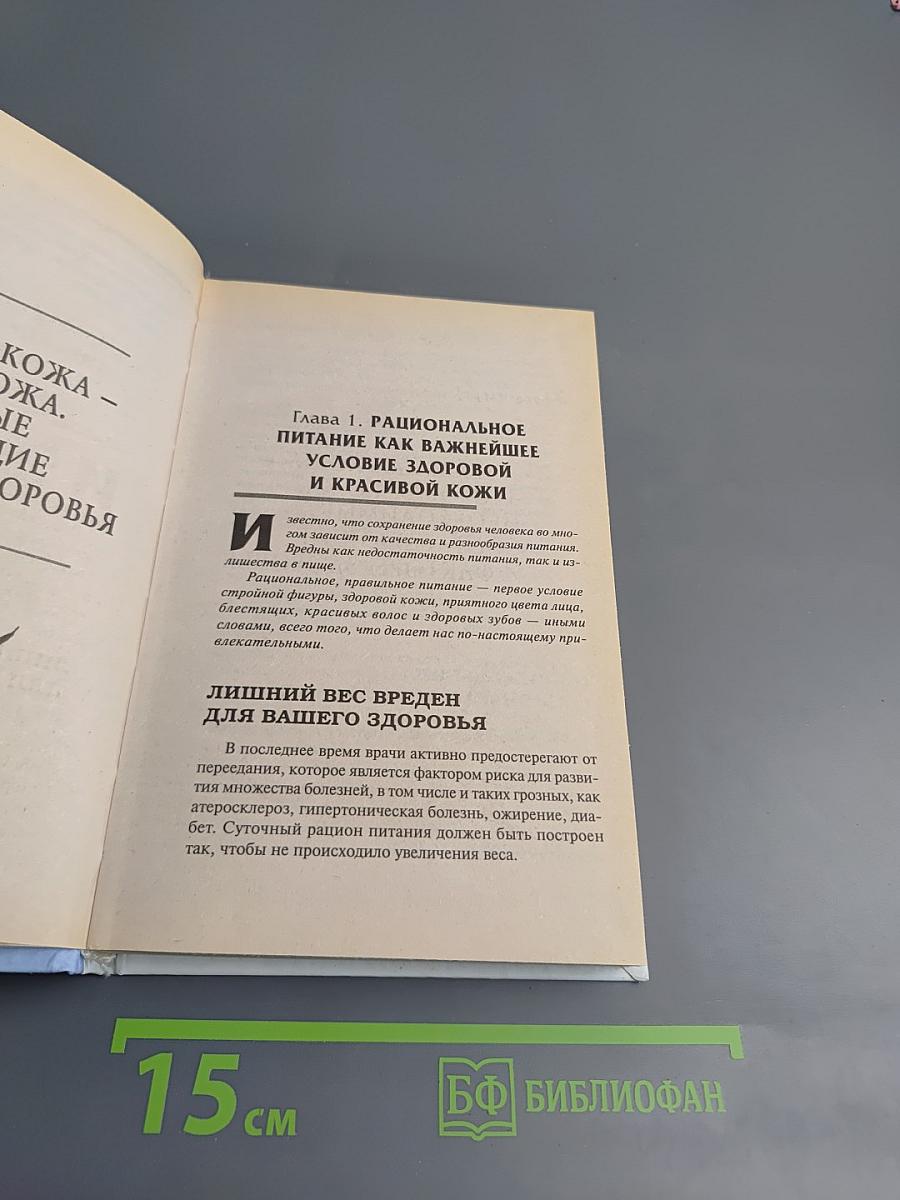 КОЖА –
ОЖА.
ЫЕ
ЩИЕ
ДОРОВЬЯ
Глава 1. РАЦИОНАЛЬНОЕ
ПИТАНИЕ КАК ВАЖНЕЙШЕЕ
УСЛОВИЕ ЗДОРОВОЙ
И КРАСИВОЙ КОЖИ
Известно, что сохранение здоровья человека во мно-
гом зависит от качества и разнообразия питания.
Вредны как недостаточность питания, так и из-
лишества в пище.
Рациональное, правильное питание — первое условие
стройной фигуры, здоровой кожи, приятного цвета лица,
блестящих, красивых волос и здоровых зубов — иными
словами, всего того, что делает нас по-настоящему при-
влекательными.
ЛИШНИЙ ВЕС ВРЕДЕН
ДЛЯ ВАШЕГО ЗДОРОВЬЯ
В последнее время врачи активно предостерегают от
переедания, которое является фактором риска для разви-
тия множества болезней, в том числе и таких грозных, как
атеросклероз, гипертоническая болезнь, ожирение, диа-
бет. Суточный рацион питания должен быть построен
так, чтобы не происходило увеличения веса.
15 см
БФ БИБЛИОФАН